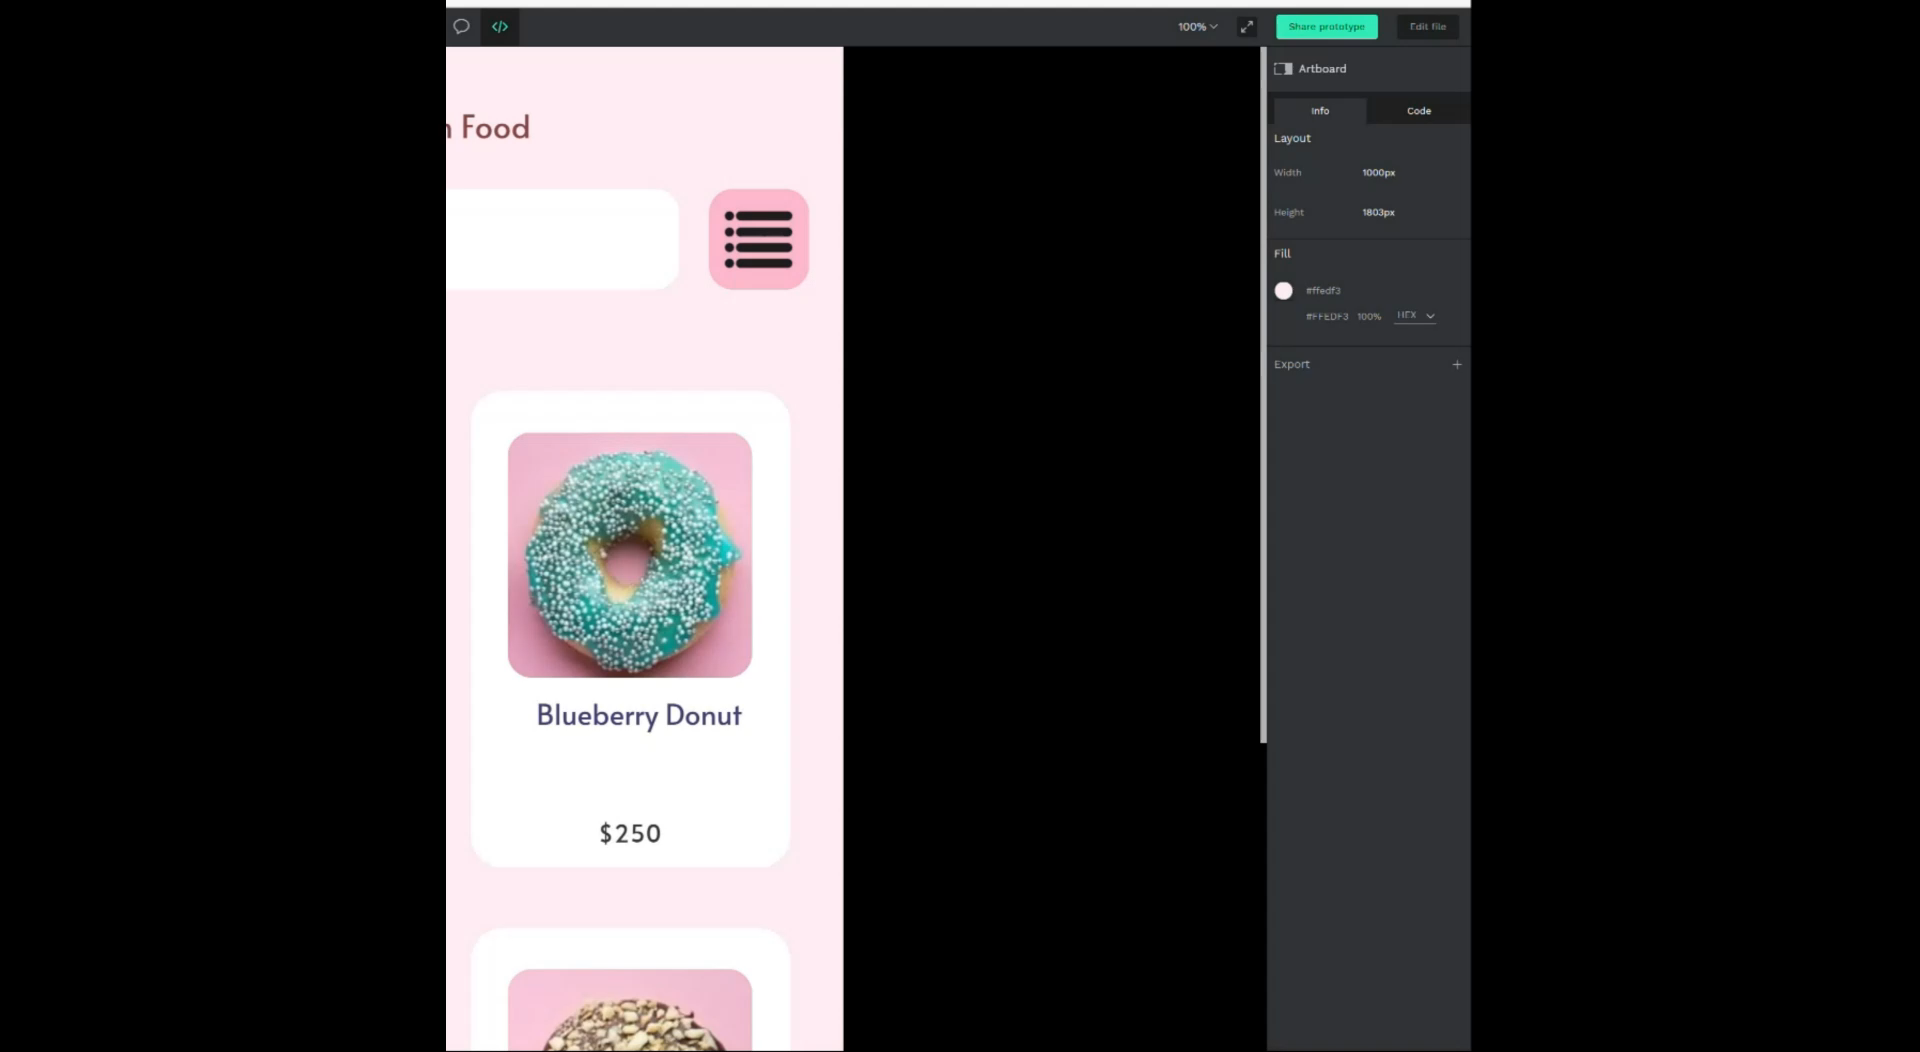 </>
100%
Share prototype
Edit file
Artboard
Info
Code
Layout
Width 1000px
Height 1803px
Fill
#ffedf3
#FFEDF3 100% HEX
Export
Food
Blueberry Donut
$250